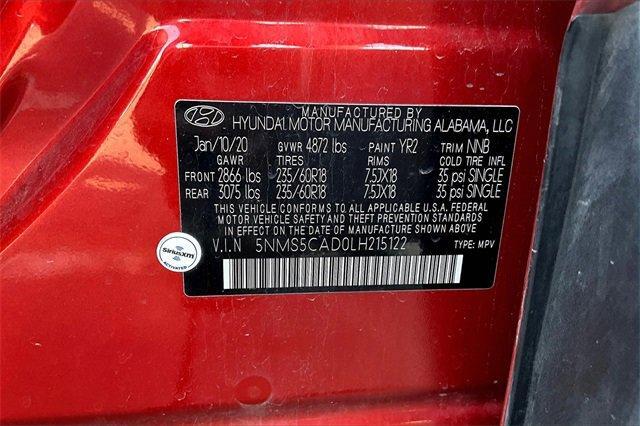 MANUFACTURED BY
HYUNDAI MOTOR MANUFACTURING ALABAMA, LLC
Jan/10/20 GVWR 4872 lbs PAINT YR2 TRIM NNB
GAWR TIRES RIMS COLD TIRE INFL
FRONT 2866 lbs 235/60R18 7.5JX18 35 psi SINGLE
REAR 3075 lbs 235/60R18 7.5JX18 35 psi SINGLE
THIS VEHICLE CONFORMS TO ALL APPLICABLE U.S.A. FEDERAL
MOTOR VEHICLE SAFETY AND THEFT PREVENTION STANDARDS
IN EFFECT ON THE DATE OF MANUFACTURE SHOWN ABOVE.
V.I.N 5NMS5CAD0LH215122 TYPE: MPV
SiriusXM
ACTIVATED